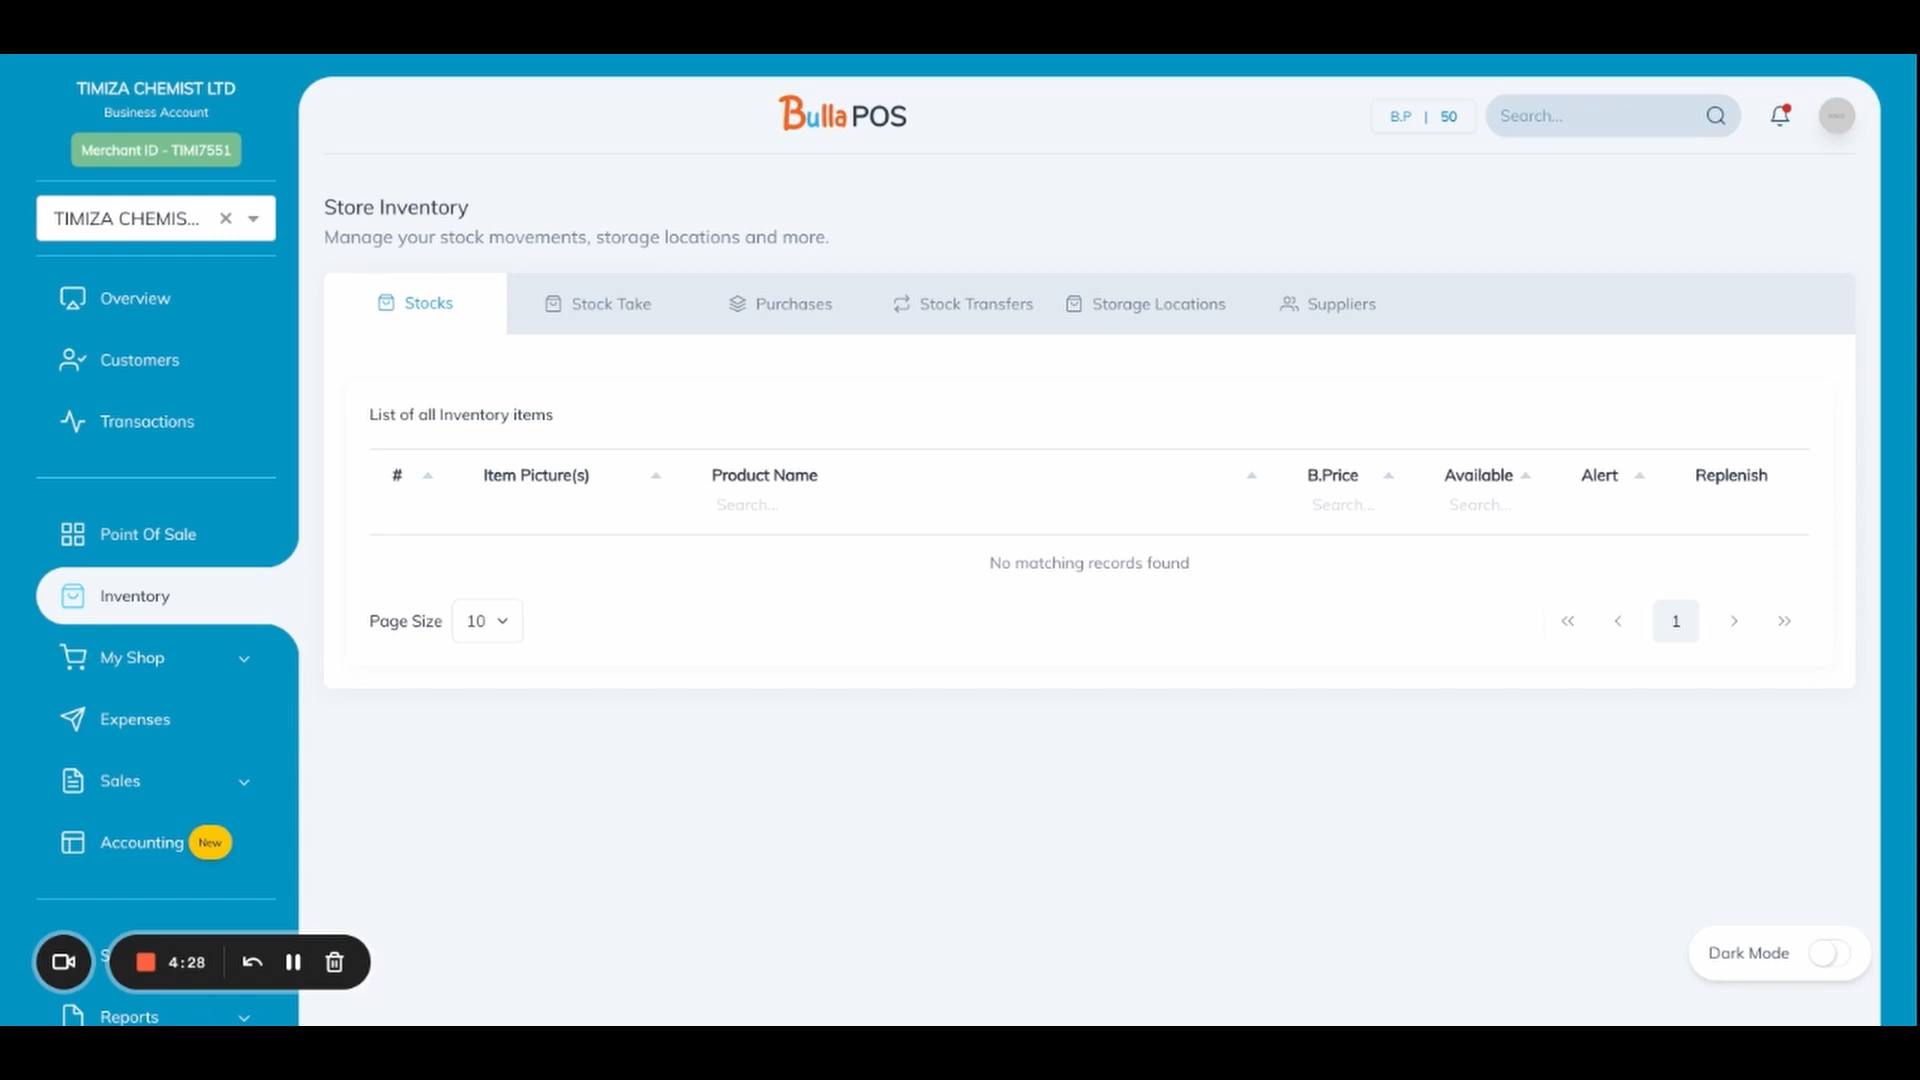 TIMIZA CHEMIST LTD
Business Account
Merchant ID - TIMI7551
TIMIZA CHEMIS...
Overview
Customers
Transactions
Point Of Sale
Inventory
My Shop
Expenses
Sales
Accounting New
S
Reports
4:28
Bulla POS
B.P | 50
Search...
Store Inventory
Manage your stock movements, storage locations and more.
Stocks
Stock Take
Purchases
Stock Transfers
Storage Locations
Suppliers
List of all Inventory items
# Item Picture(s) Product Name B.Price Available Alert Replenish
Search... Search... Search...
No matching records found
Page Size 10
1
Dark Mode